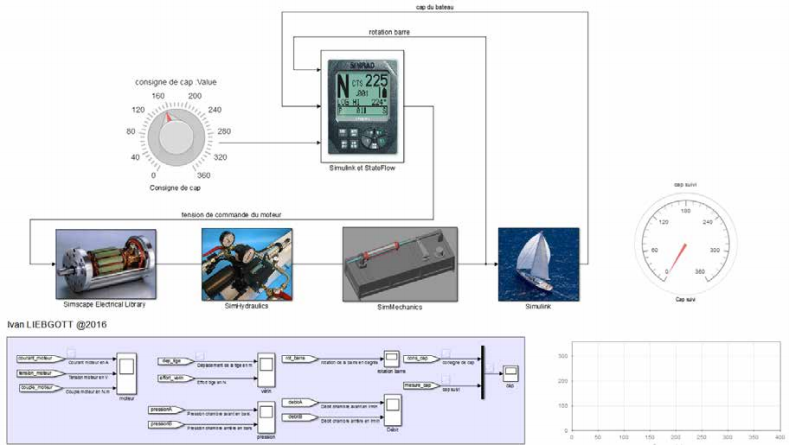 cap du bateau
rotation barre
consigne de cap :Value
160 200
120 240
80 280
40 320
0 360
Consigne de cap
SIMRAD
N CTS 225
Simulink et StateFlow
tension de commande du moteur
Simscape Electrical Library
SimHydraulics
SimMechanics
Simulink
cap suivi
180
120 240
60 300
0 360
Cap suivi
Ivan LIEBGOTT @2016
courant_moteur
Courant moteur en A
tension_moteur
Tension moteur en V
couple_moteur
Couple moteur en N.m
moteur
dep_tige
Déplacement de la tige en m
effort_verin
Effort tige en N
vérin
pressionA
Pression chambre avant en bars
pressionB
Pression chambre arrière en bars
pression
rot_barre
rotation de la barre en degrés
rotation barre
debitA
Débit chambre avant en l/min
debitB
Débit chambre arrière en l/min
Débit
cons_cap
consigne de cap
mesure_cap
cap suivi
cap
300
200
100
0
0 50 100 150 200 250 300 350 400